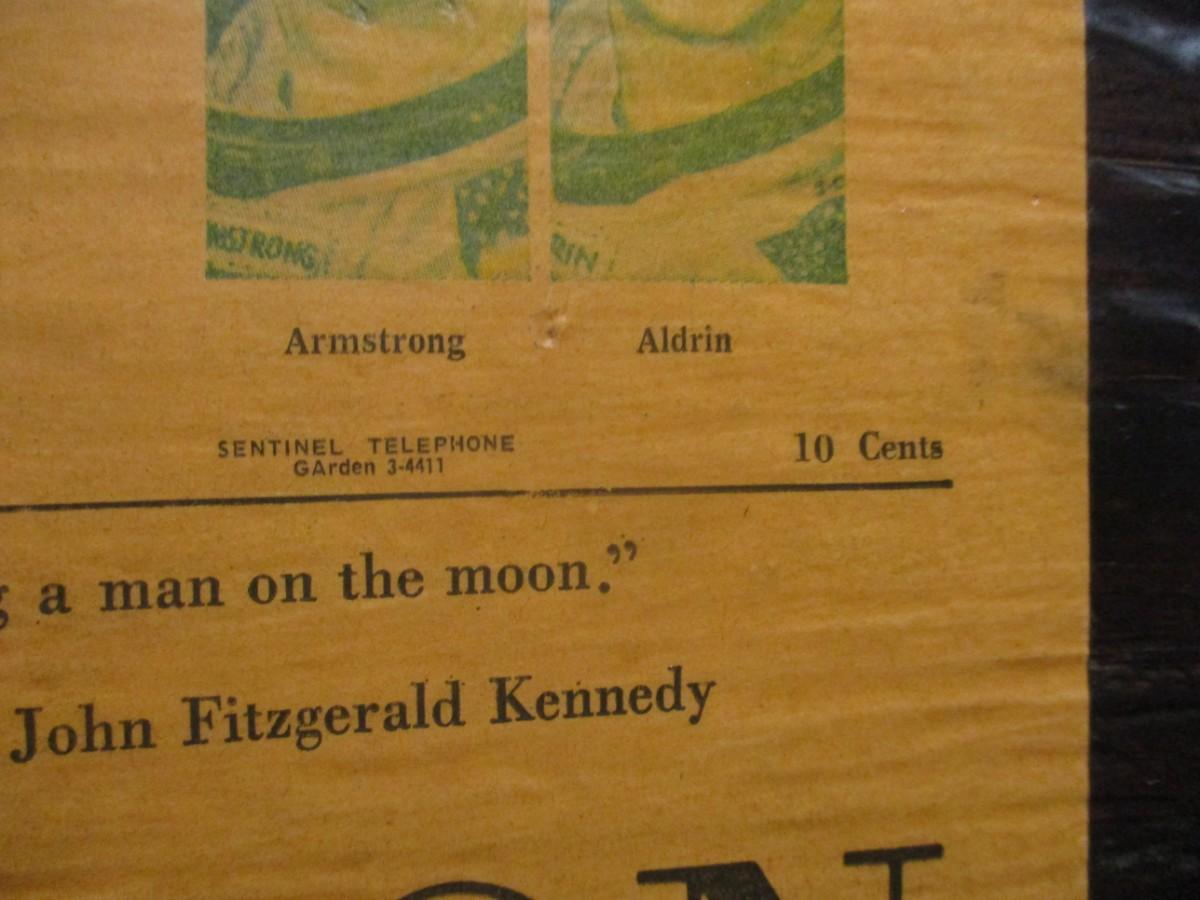 Armstrong Aldrin
SENTINEL TELEPHONE
GArden 3-4411
10 Cents
a man on the moon.”
John Fitzgerald Kennedy